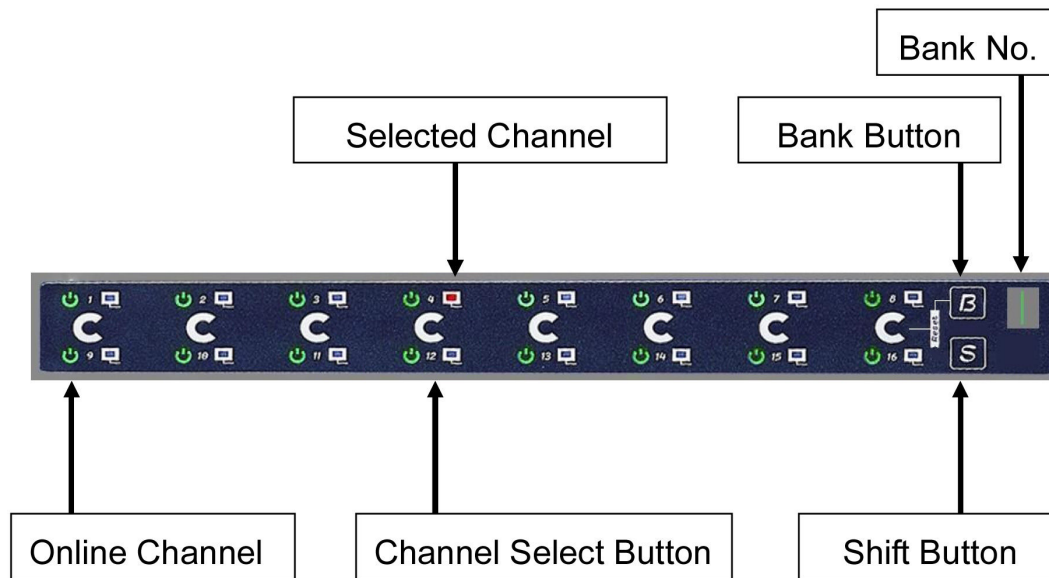 Bank No.
Selected Channel
Bank Button
1 2 3 4 5 6 7 8 B
C C C C C C C C Reset
9 10 11 12 13 14 15 16 S
Online Channel
Channel Select Button
Shift Button